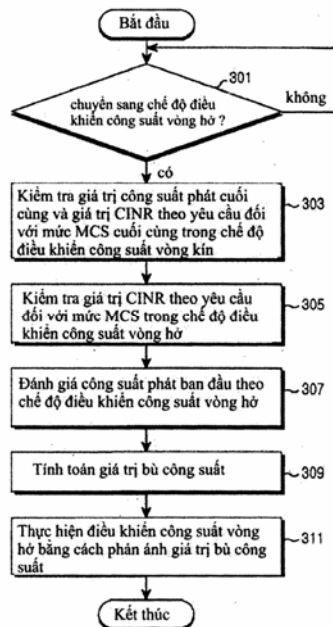 Bắt đầu
301
chuyển sang chế độ điều
khiển công suất vòng hở ?
không
có
Kiểm tra giá trị công suất phát cuối
cùng và giá trị CINR theo yêu cầu đối
với mức MCS cuối cùng trong chế độ
điều khiển công suất vòng kín
303
Kiểm tra giá trị CINR theo yêu cầu
đối với mức MCS trong chế độ điều
khiển công suất vòng hở
305
Đánh giá công suất phát ban đầu theo
chế độ điều khiển công suất vòng hở
307
Tính toán giá trị bù công suất
309
Thực hiện điều khiển công suất vòng
hở bằng cách phản ánh giá trị bù công
suất
311
Kết thúc